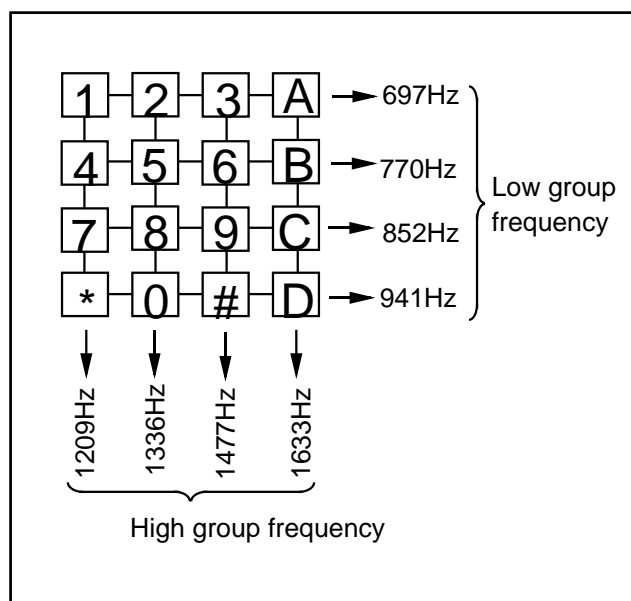 1 2 3 A 697Hz
4 5 6 B 770Hz
Low group
frequency
7 8 9 C 852Hz
* 0 # D 941Hz
1209Hz
1336Hz
1477Hz
1633Hz
High group frequency